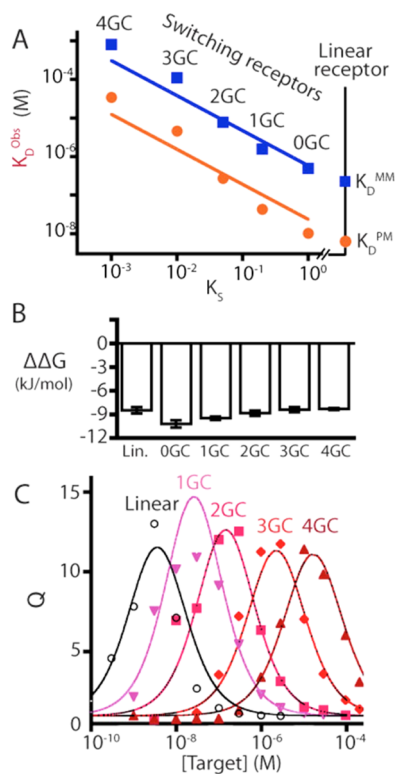 A
Switching receptors
Linear receptor
4GC
3GC
2GC
1GC
0GC
K_D^Obs (M)
10⁻⁴
10⁻⁶
10⁻⁸
K_D^MM
K_D^PM
10⁻³
10⁻²
10⁻¹
10⁰
K_S
B
ΔΔG
(kJ/mol)
0
-3
-6
-9
-12
Lin.
0GC
1GC
2GC
3GC
4GC
C
15
10
5
0
Q
Linear
1GC
2GC
3GC
4GC
10⁻¹⁰
10⁻⁸
10⁻⁶
10⁻⁴
[Target] (M)